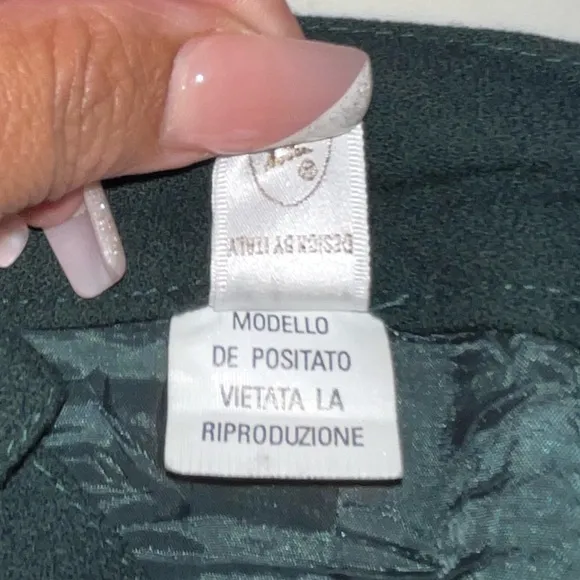 DESIGN BY ITALY
MODELLO
DE POSITATO
VIETATA LA
RIPRODUZIONE